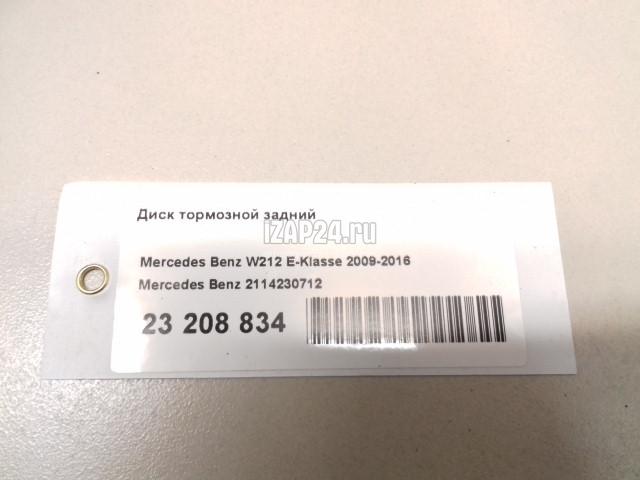 Диск тормозной задний
iZAP24.ru
Mercedes Benz W212 E-Klasse 2009-2016
Mercedes Benz 2114230712
23 208 834